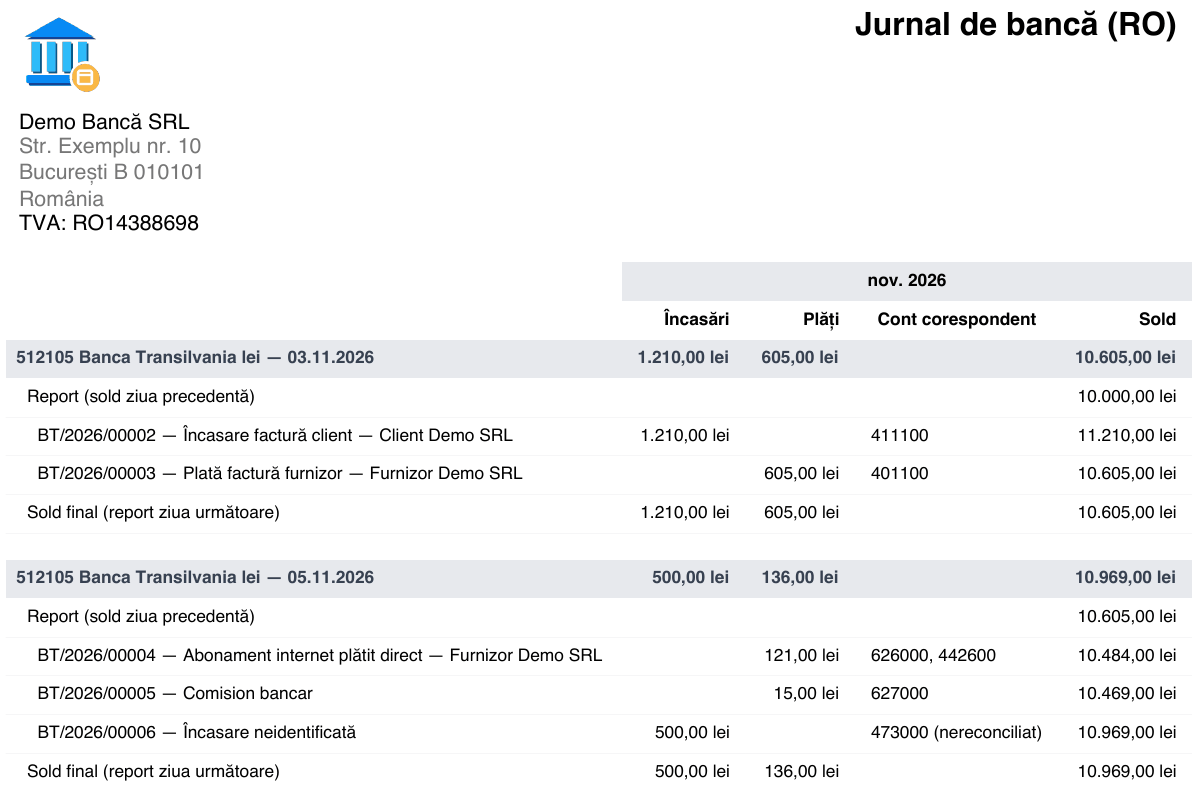 Jurnal de bancă (RO)
Demo Bancă SRL
Str. Exemplu nr. 10
București B 010101
România
TVA: RO14388698
nov. 2026
Încasări Plăți Cont corespondent Sold
512105 Banca Transilvania lei — 03.11.2026 1.210,00 lei 605,00 lei 10.605,00 lei
Report (sold ziua precedentă) 10.000,00 lei
BT/2026/00002 — Încasare factură client — Client Demo SRL 1.210,00 lei 411100 11.210,00 lei
BT/2026/00003 — Plată factură furnizor — Furnizor Demo SRL 605,00 lei 401100 10.605,00 lei
Sold final (report ziua următoare) 1.210,00 lei 605,00 lei 10.605,00 lei
512105 Banca Transilvania lei — 05.11.2026 500,00 lei 136,00 lei 10.969,00 lei
Report (sold ziua precedentă) 10.605,00 lei
BT/2026/00004 — Abonament internet plătit direct — Furnizor Demo SRL 121,00 lei 626000, 442600 10.484,00 lei
BT/2026/00005 — Comision bancar 15,00 lei 627000 10.469,00 lei
BT/2026/00006 — Încasare neidentificată 500,00 lei 473000 (nereconciliat) 10.969,00 lei
Sold final (report ziua următoare) 500,00 lei 136,00 lei 10.969,00 lei